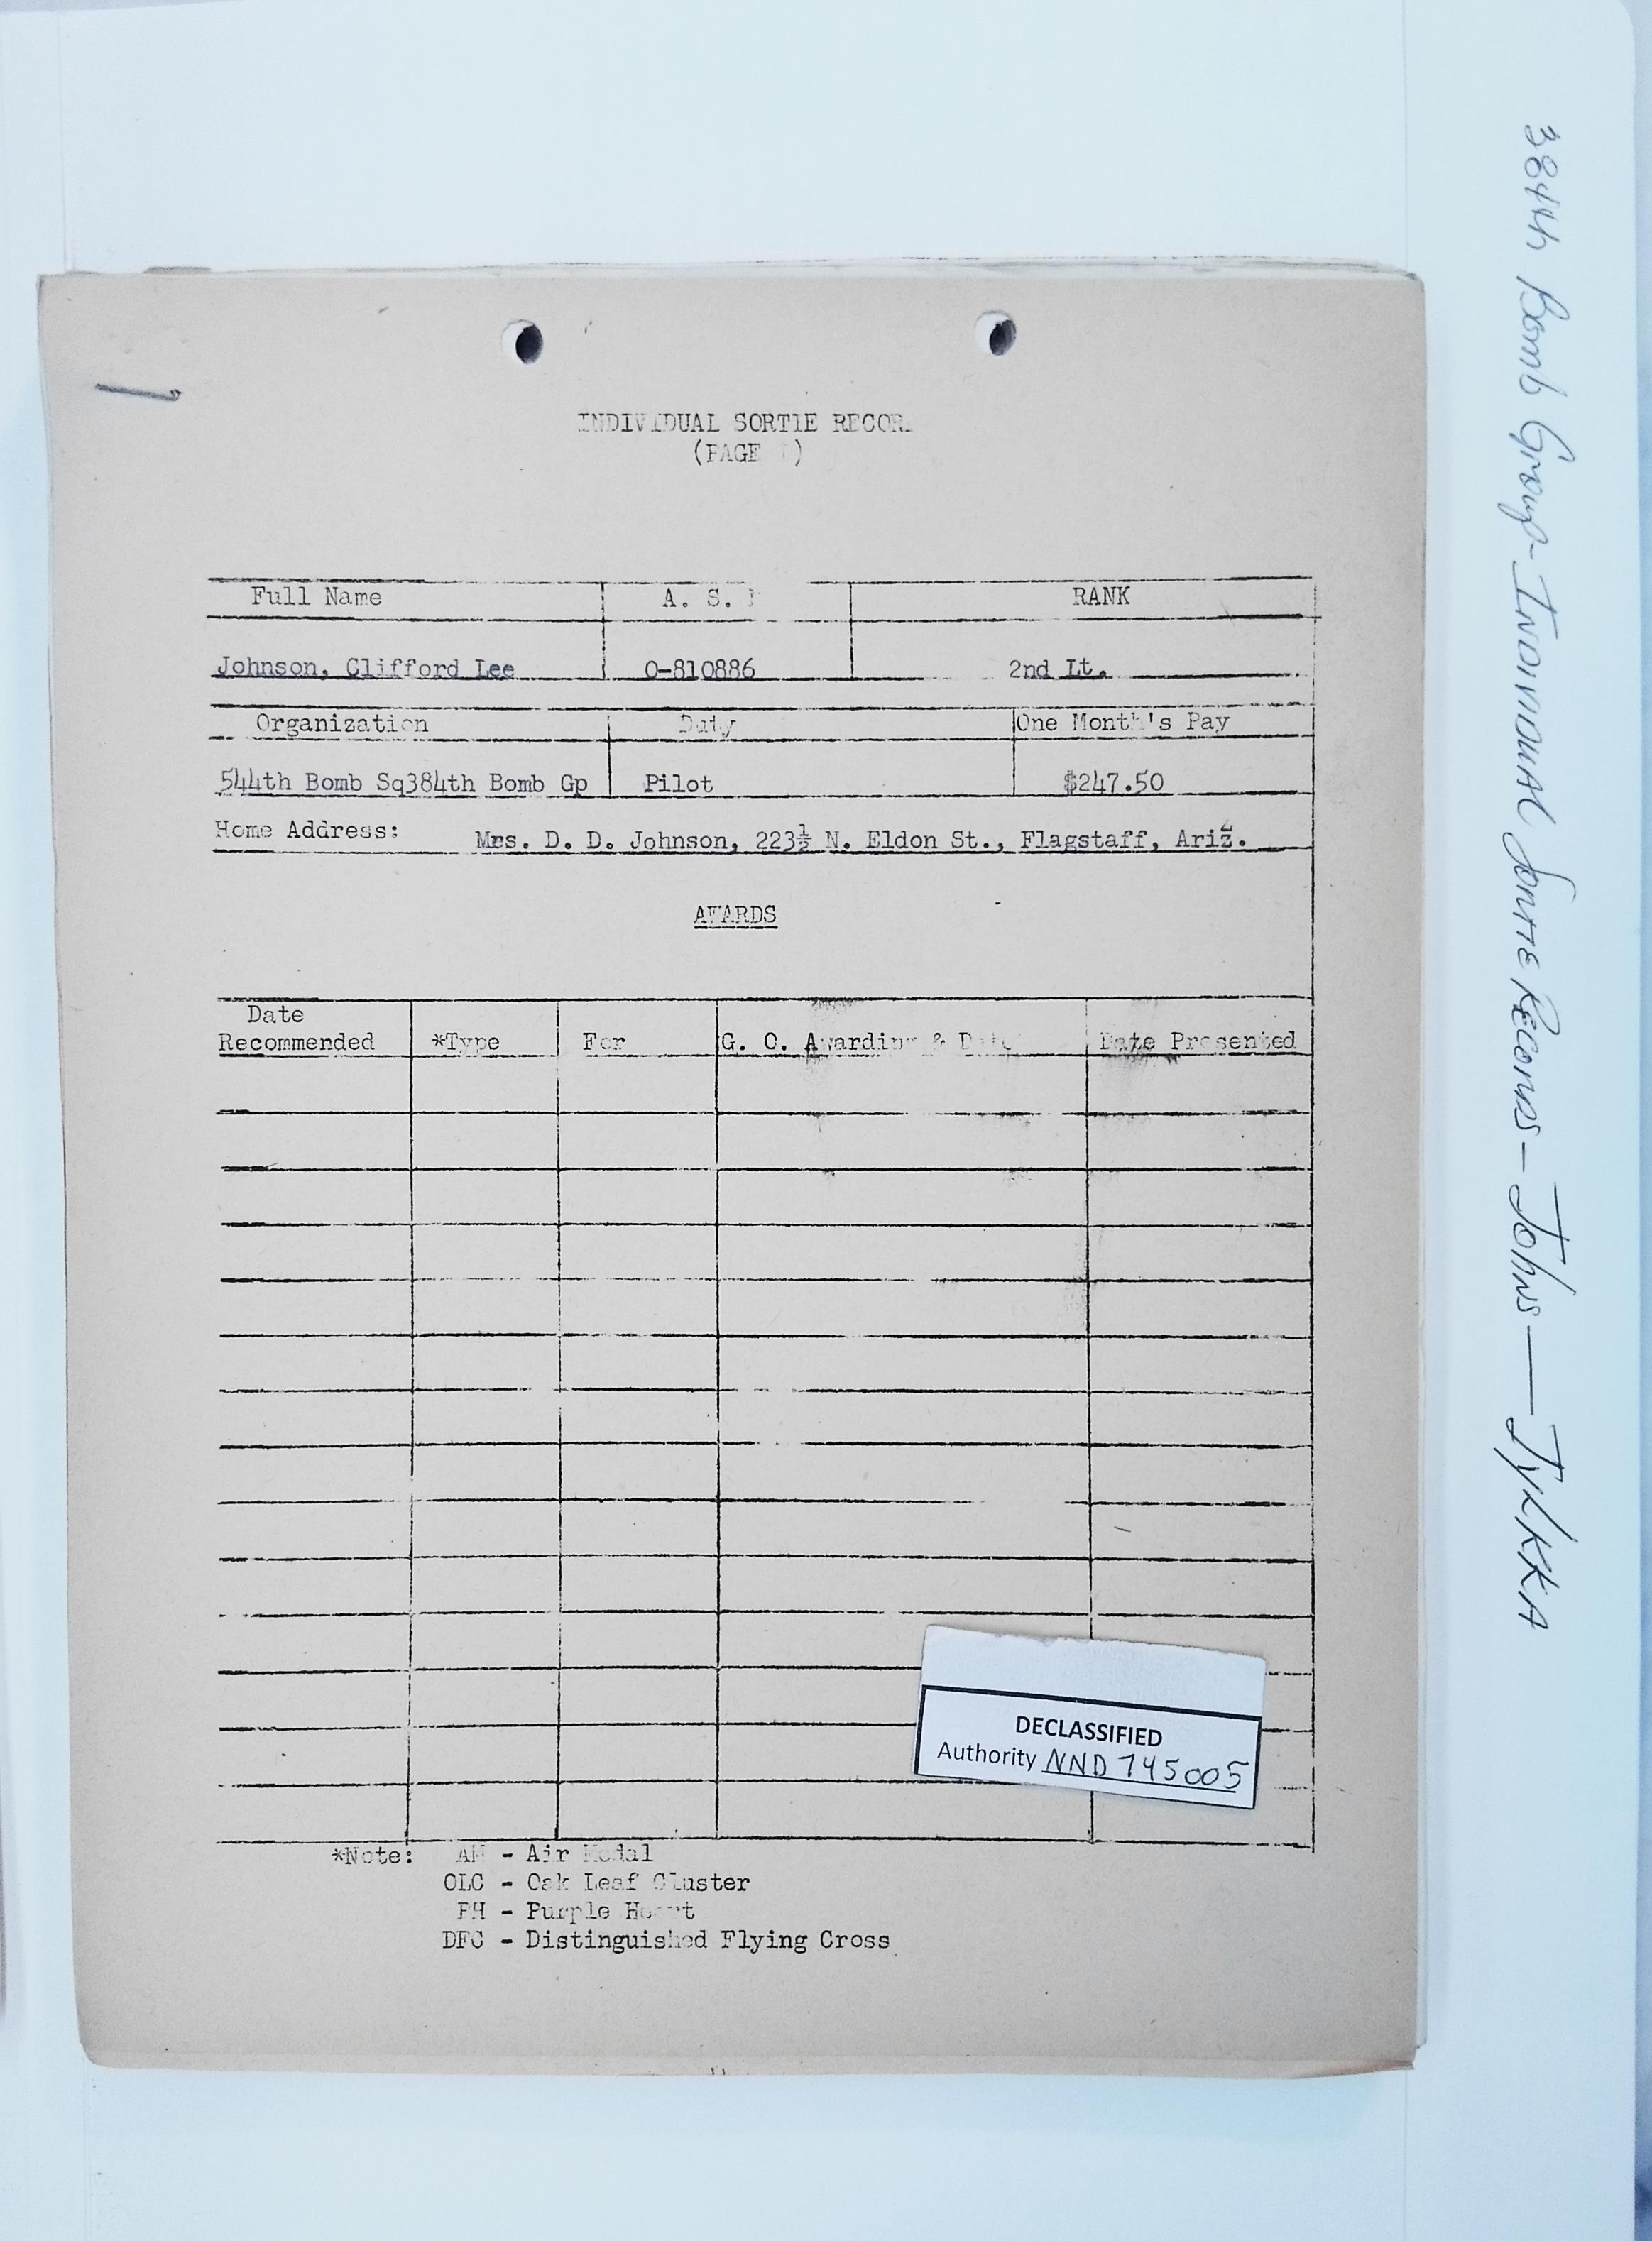 INDIVIDUAL SORTIE RECOR
(PAGE )
Full Name A. S. RANK
Johnson, Clifford Lee 0-810886 2nd Lt.
Organization Duty One Month's Pay
544th Bomb Sq384th Bomb Gp Pilot $247.50
Home Address: Mrs. D. D. Johnson, 223½ N. Eldon St., Flagstaff, Ariz.
AWARDS
Date
Recommended *Type For G. O. Awarding & Date Date Presented
DECLASSIFIED
Authority NND 745005
*Note: AM - Air Medal
OLC - Oak Leaf Cluster
PH - Purple Heart
DFC - Distinguished Flying Cross
384th Bomb Group-Individual Sortie Records-Johns-Tylkka